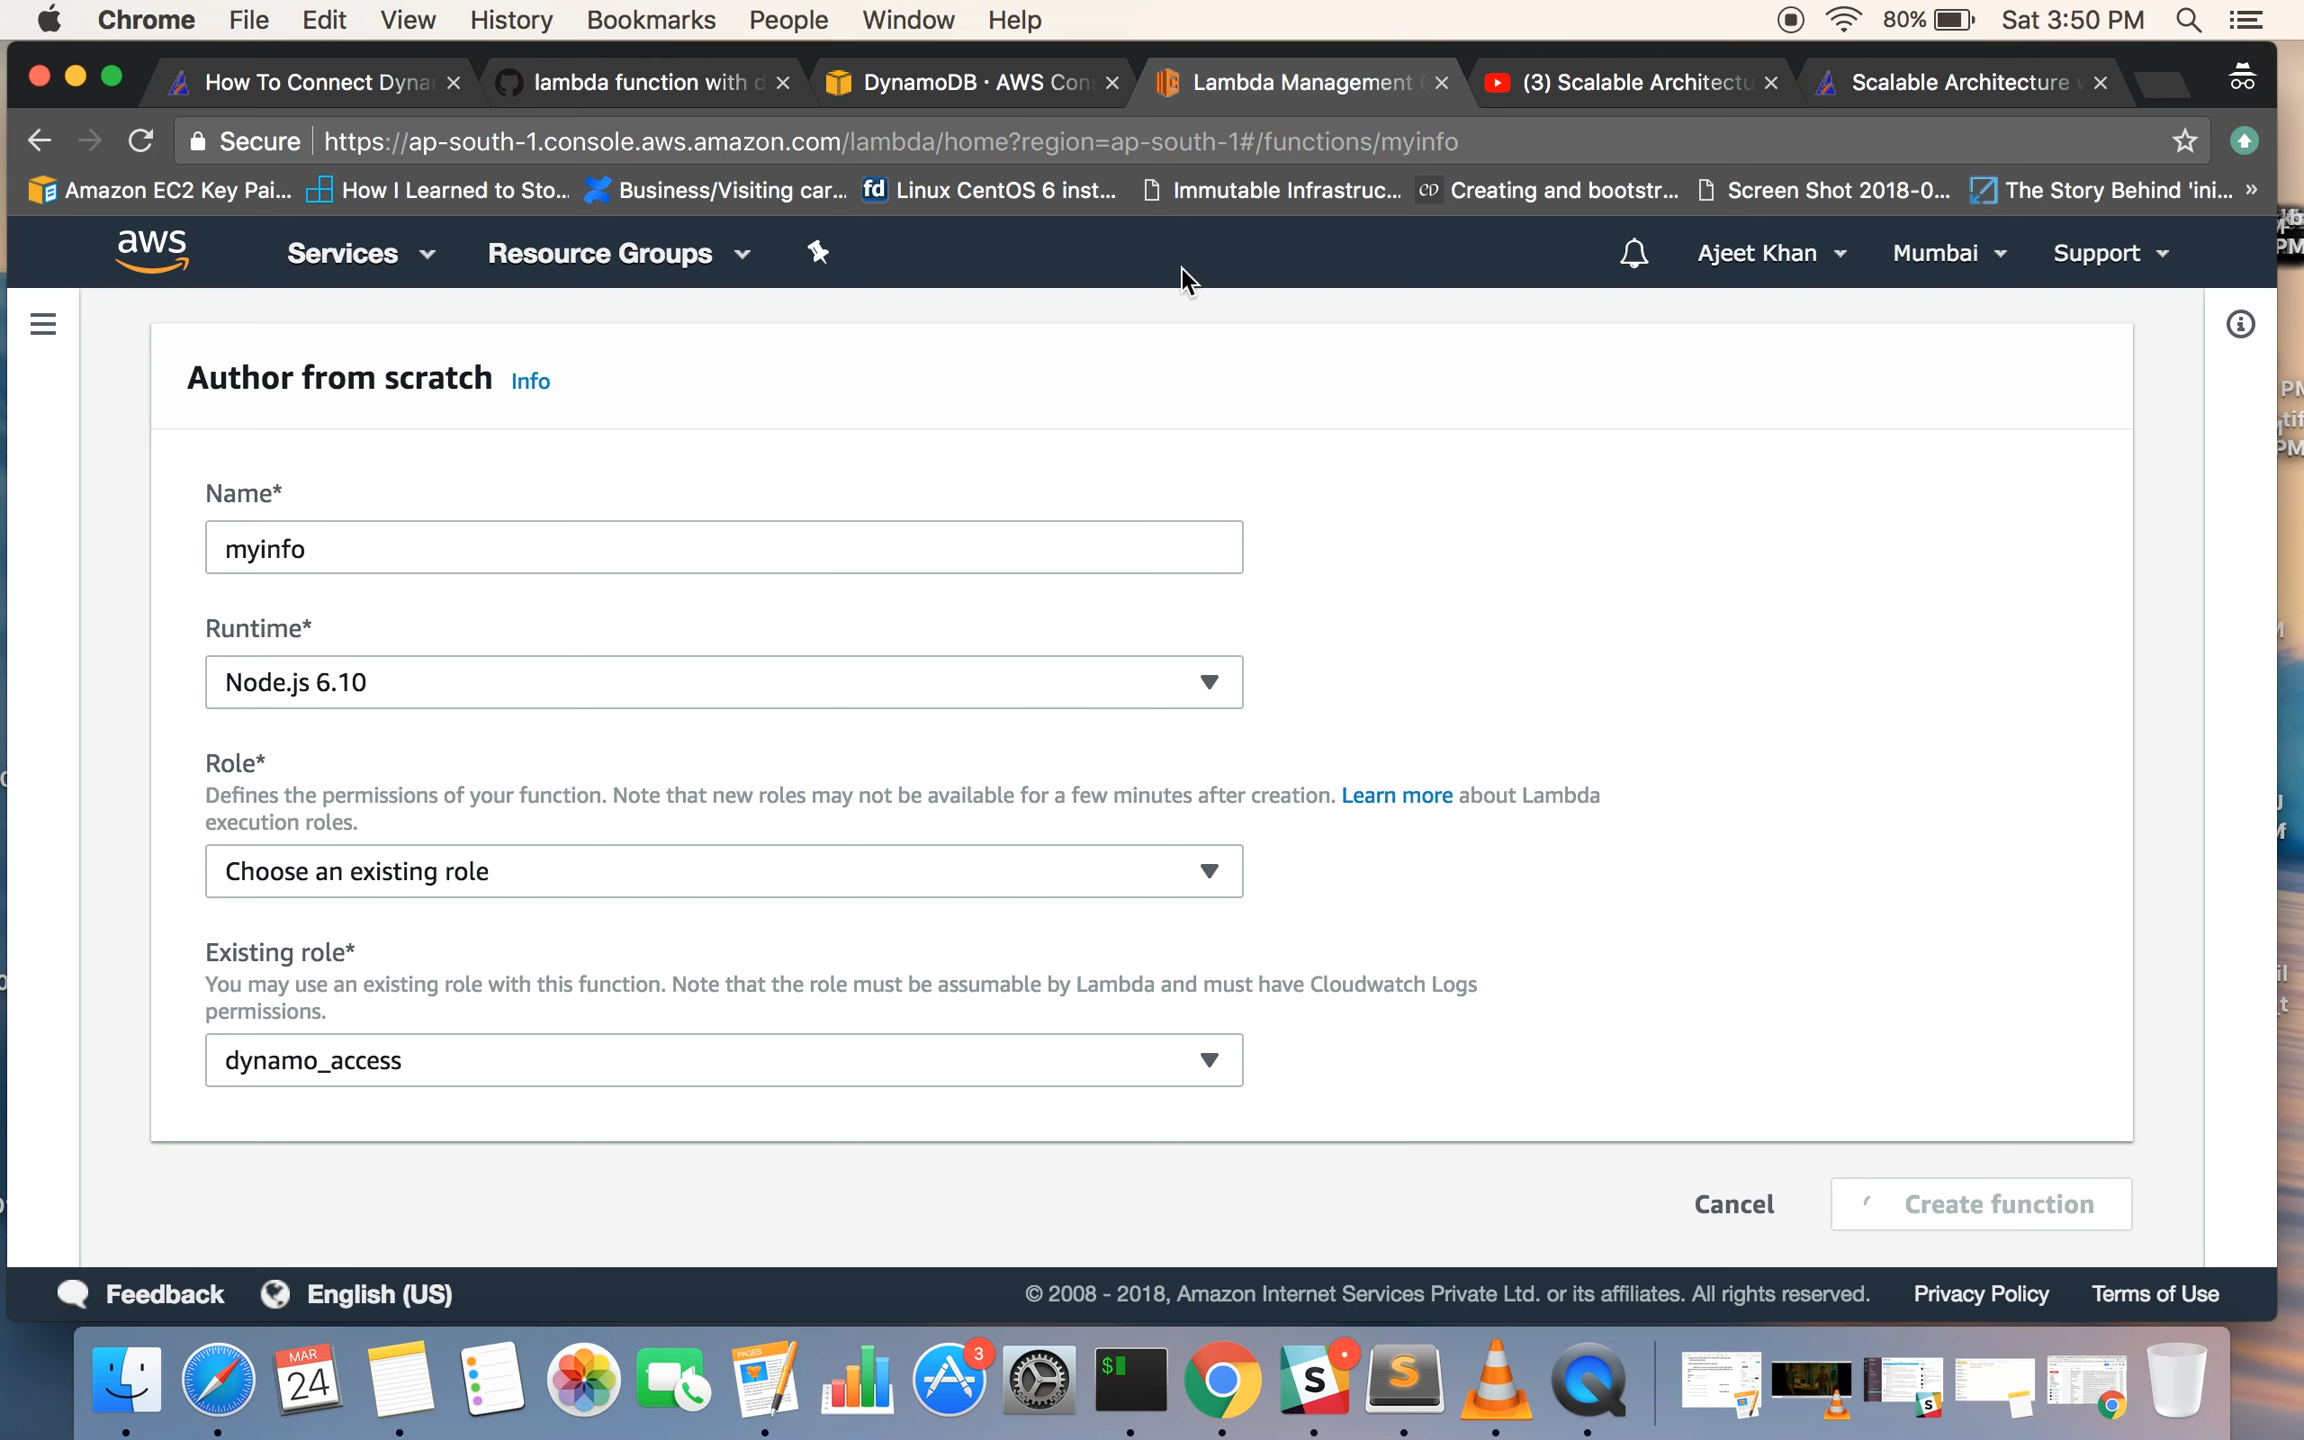 Chrome File Edit View History Bookmarks People Window Help 80% Sat 3:50 PM
How To Connect Dyna lambda function with d DynamoDB · AWS Con Lambda Management (3) Scalable Architectu Scalable Architecture
Secure https://ap-south-1.console.aws.amazon.com/lambda/home?region=ap-south-1#/functions/myinfo
Amazon EC2 Key Pai... How I Learned to Sto... Business/Visiting car... fd Linux CentOS 6 inst... Immutable Infrastruc... Creating and bootstr... Screen Shot 2018-0... The Story Behind 'ini... »
aws Services Resource Groups Ajeet Khan Mumbai Support
Author from scratch Info
Name*
myinfo
Runtime*
Node.js 6.10
Role*
Defines the permissions of your function. Note that new roles may not be available for a few minutes after creation. Learn more about Lambda
execution roles.
Choose an existing role
Existing role*
You may use an existing role with this function. Note that the role must be assumable by Lambda and must have Cloudwatch Logs
permissions.
dynamo_access
Cancel Create function
Feedback English (US) © 2008 - 2018, Amazon Internet Services Private Ltd. or its affiliates. All rights reserved. Privacy Policy Terms of Use
MAR
24
PAGES
3
$
S
S